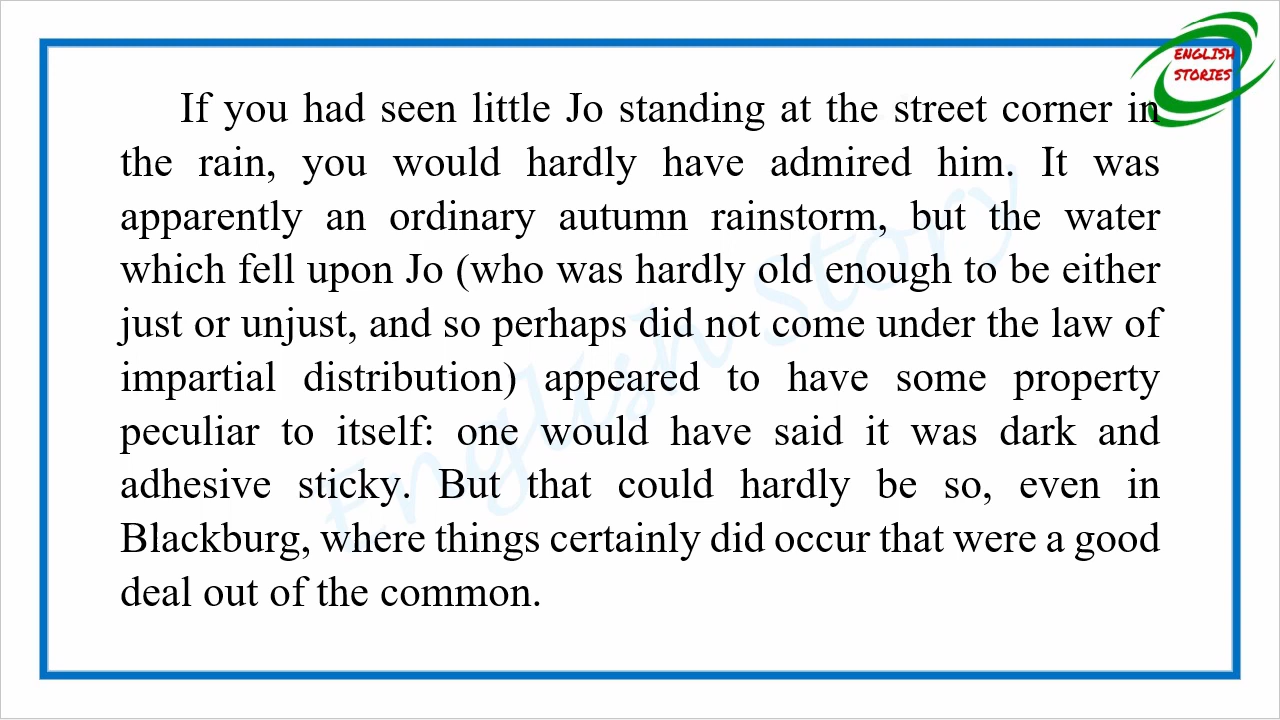 ENGLISH
STORIES
If you had seen little Jo standing at the street corner in
the rain, you would hardly have admired him. It was
apparently an ordinary autumn rainstorm, but the water
which fell upon Jo (who was hardly old enough to be either
just or unjust, and so perhaps did not come under the law of
impartial distribution) appeared to have some property
peculiar to itself: one would have said it was dark and
adhesive sticky. But that could hardly be so, even in
Blackburg, where things certainly did occur that were a good
deal out of the common.
English Story